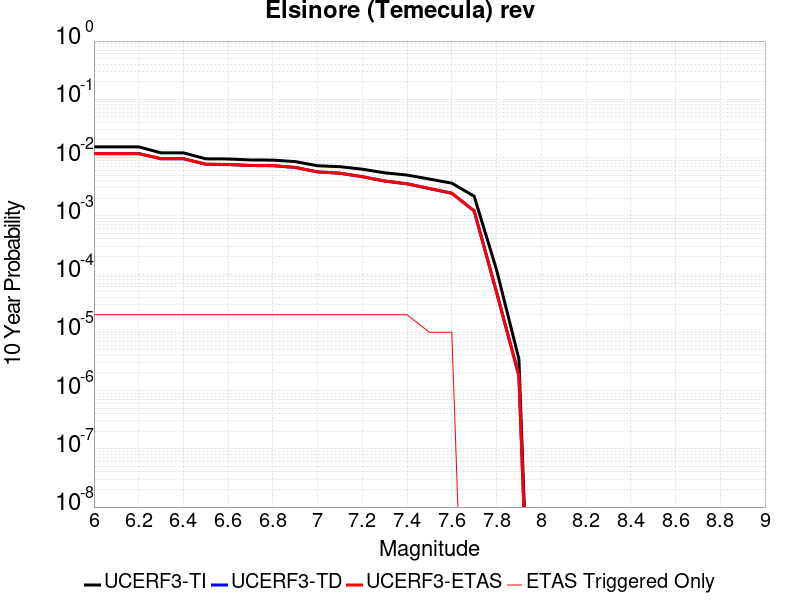 Elsinore (Temecula) rev
10^0
10^-1
10^-2
10^-3
10^-4
10^-5
10^-6
10^-7
10^-8
10 Year Probability
6 6.2 6.4 6.6 6.8 7 7.2 7.4 7.6 7.8 8 8.2 8.4 8.6 8.8 9
Magnitude
UCERF3-TI UCERF3-TD UCERF3-ETAS ETAS Triggered Only